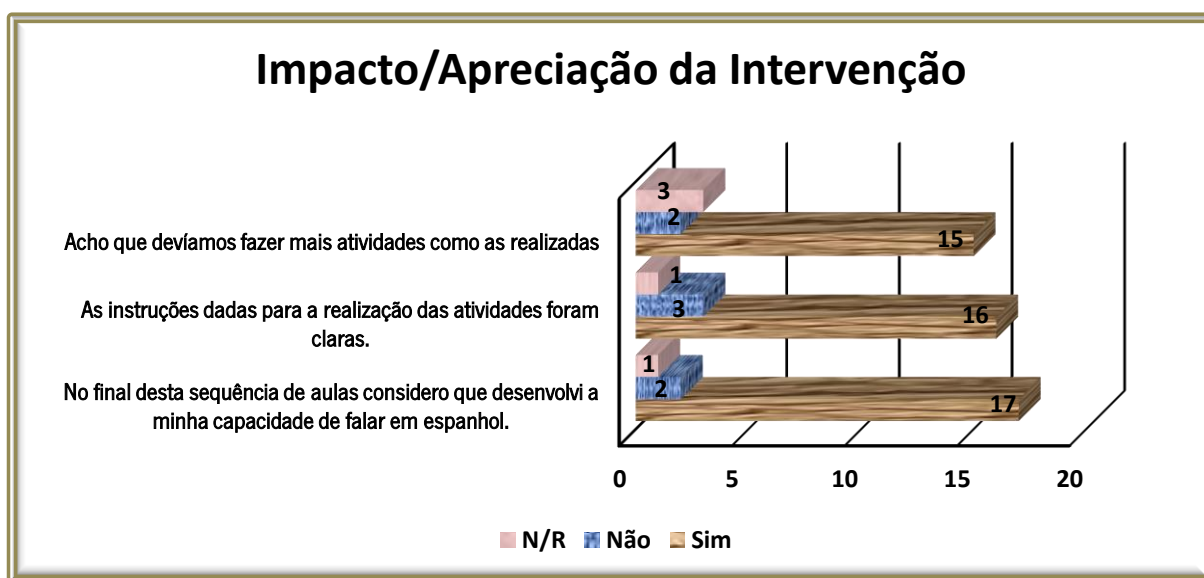 Impacto/Apreciação da Intervenção
Acho que devíamos fazer mais atividades como as realizadas
3
2
15
As instruções dadas para a realização das atividades foram
claras.
1
3
16
No final desta sequência de aulas considero que desenvolvi a
minha capacidade de falar em espanhol.
1
2
17
0 5 10 15 20
N/R Não Sim